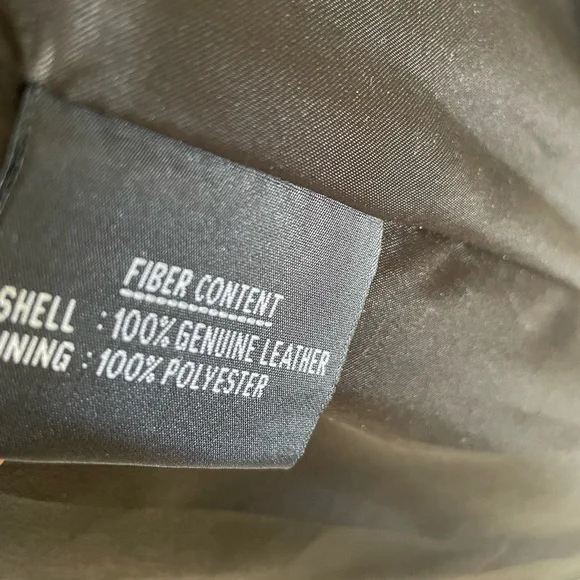 FIBER CONTENT
SHELL : 100% GENUINE LEATHER
INING : 100% POLYESTER